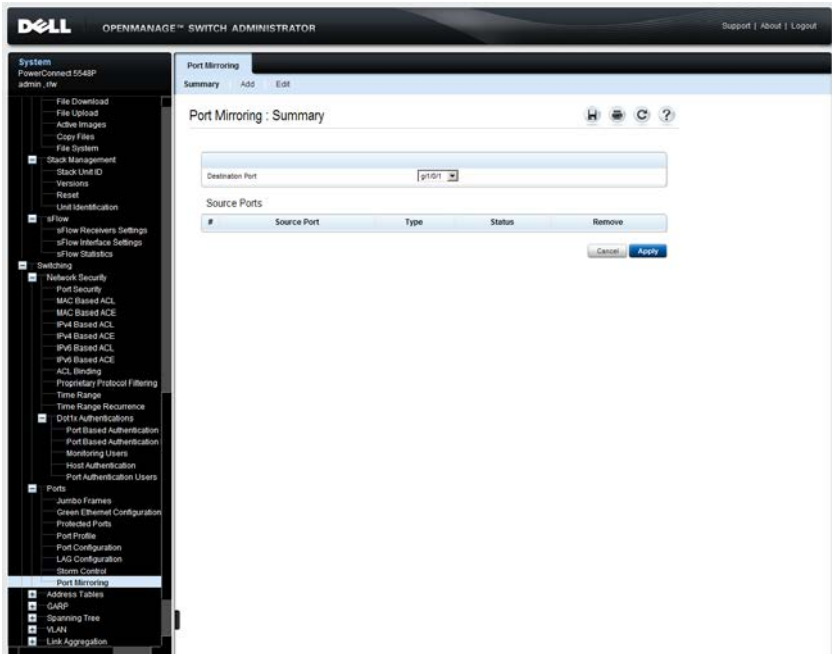 DELL
OPENMANAGE™ SWITCH ADMINISTRATOR
Support | About | Logout
System
PowerConnect 5548P
admin , r/w
File Download
File Upload
Active Images
Copy Files
File System
Stack Management
Stack Unit ID
Versions
Reset
Unit Identification
sFlow
sFlow Receivers Settings
sFlow Interface Settings
sFlow Statistics
Switching
Network Security
Port Security
MAC Based ACL
MAC Based ACE
IPv4 Based ACL
IPv4 Based ACE
IPv6 Based ACL
IPv6 Based ACE
ACL Binding
Proprietary Protocol Filtering
Time Range
Time Range Recurrence
Dot1x Authentications
Port Based Authentication
Port Based Authentication
Monitoring Users
Host Authentication
Port Authentication Users
Ports
Jumbo Frames
Green Ethernet Configuration
Protected Ports
Port Profile
Port Configuration
LAG Configuration
Storm Control
Port Mirroring
Address Tables
GARP
Spanning Tree
VLAN
Link Aggregation
Port Mirroring
Summary Add Edit
Port Mirroring : Summary
Destination Port gi1/0/1
Source Ports
# Source Port Type Status Remove
Cancel Apply